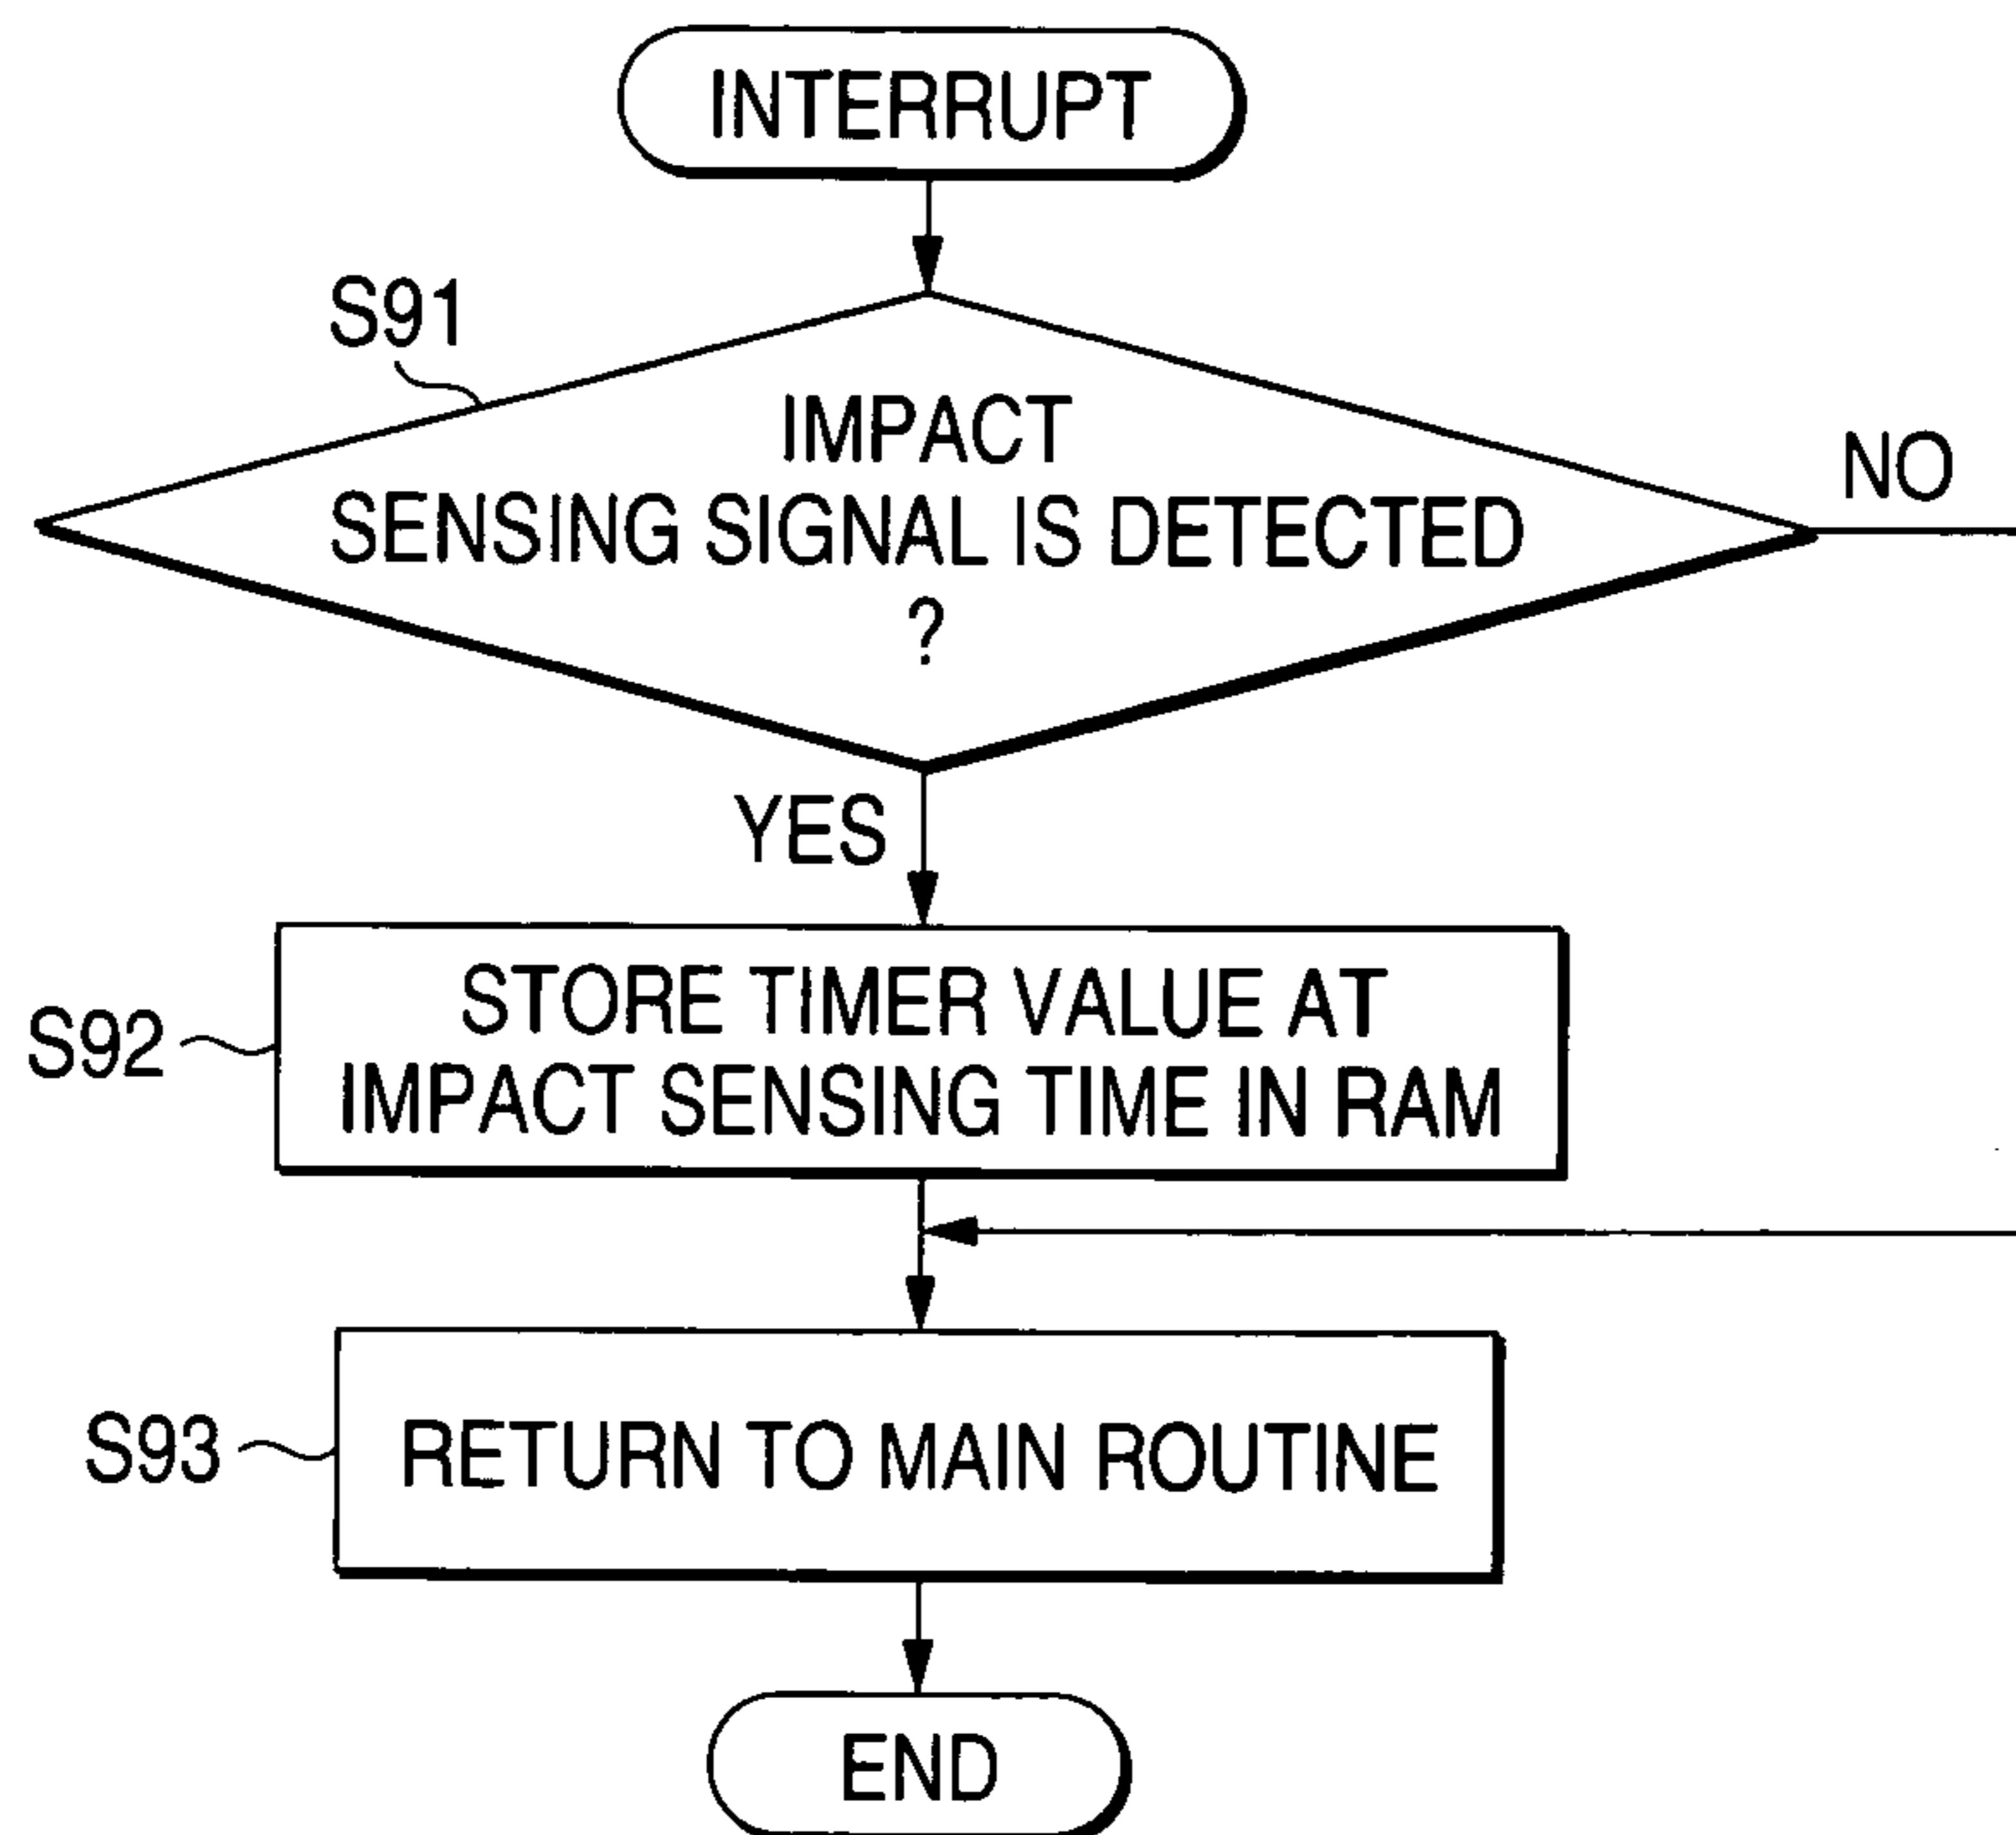 INTERRUPT
S91
IMPACT
SENSING SIGNAL IS DETECTED
?
NO
YES
S92
STORE TIMER VALUE AT
IMPACT SENSING TIME IN RAM
S93
RETURN TO MAIN ROUTINE
END